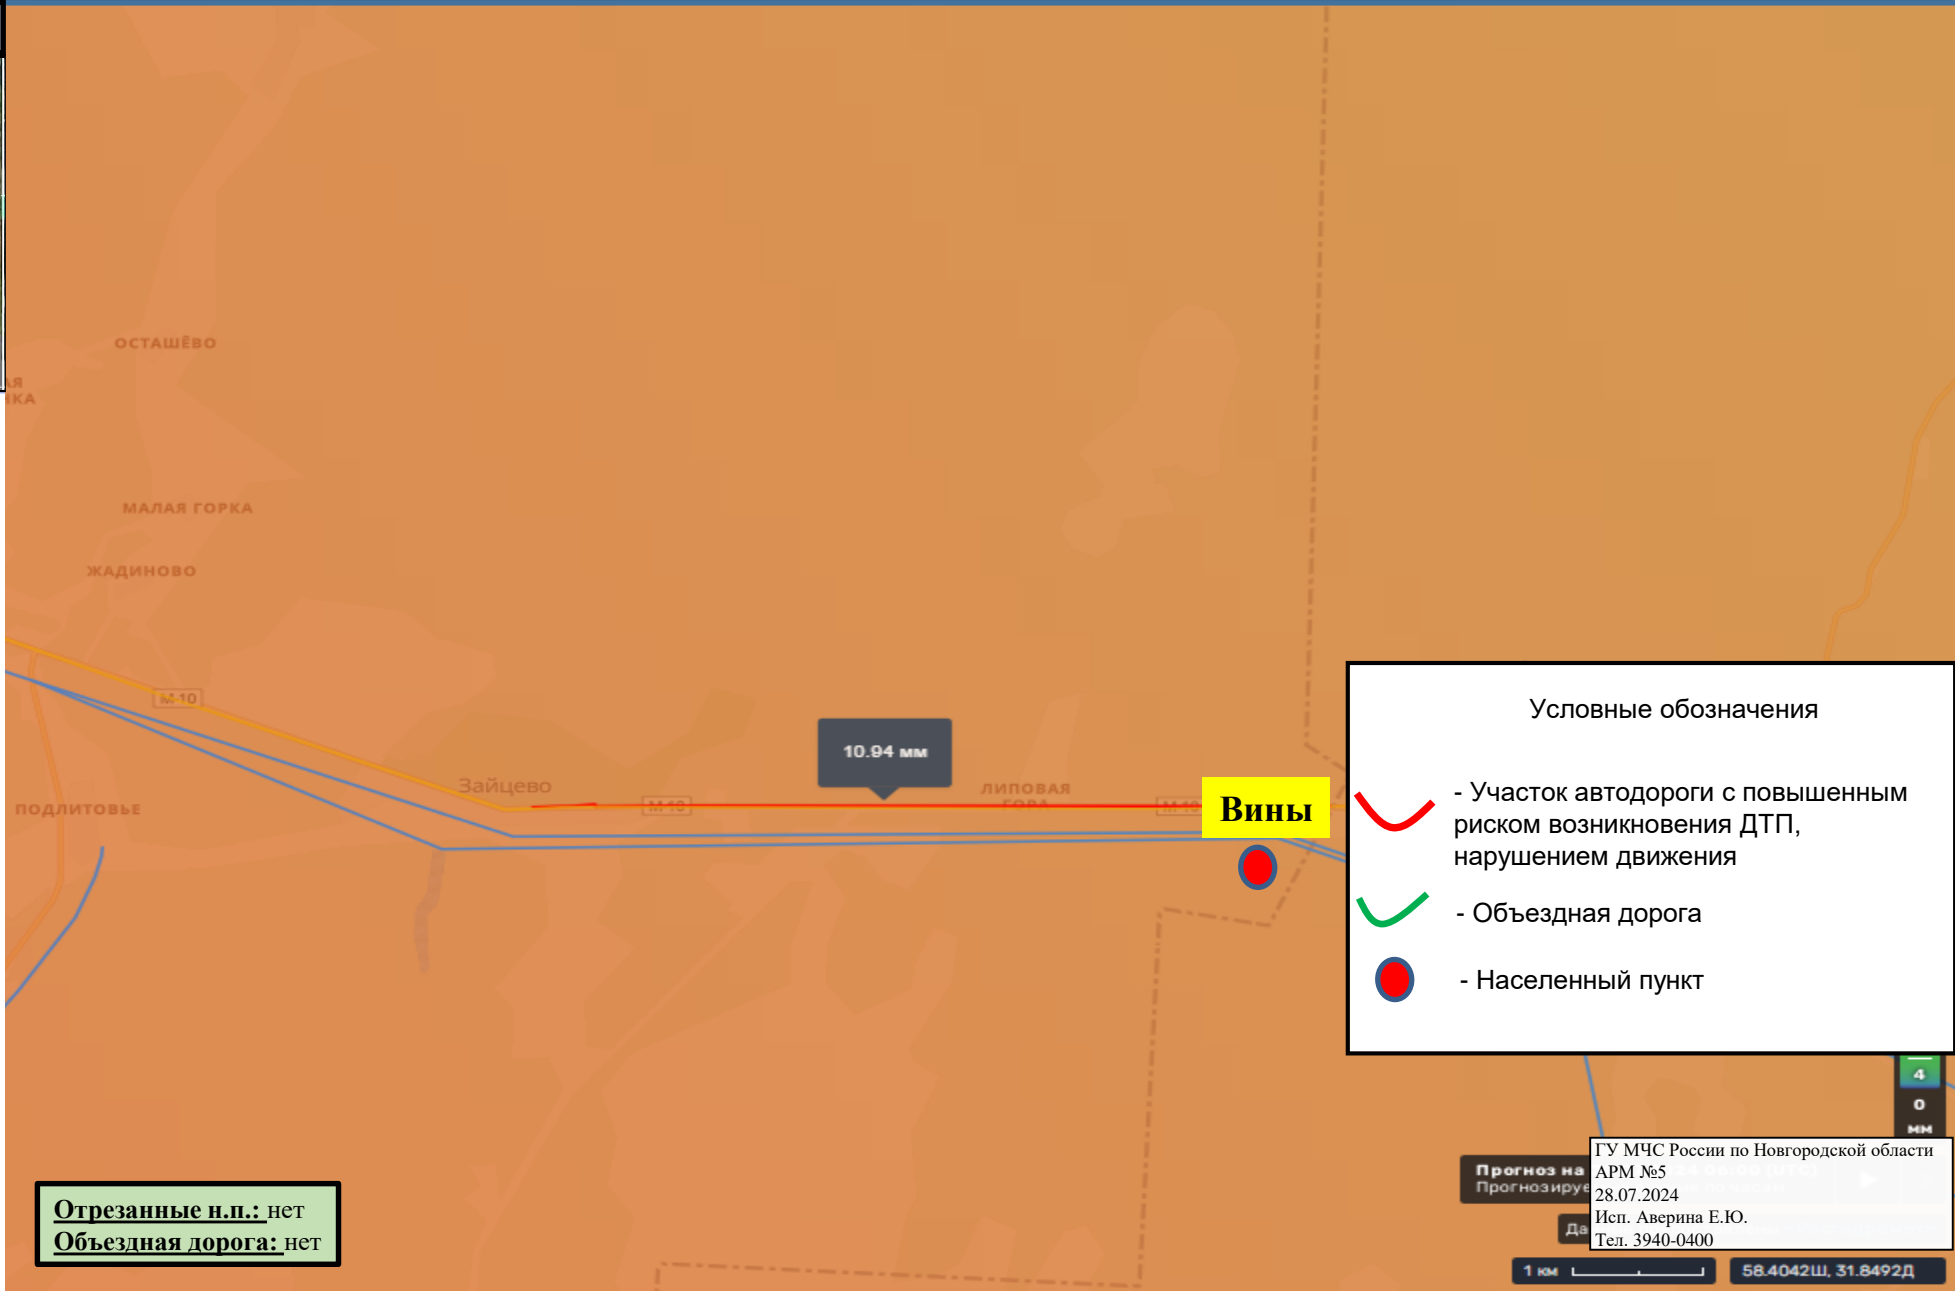 ОСТАШЁВО
МАЛАЯ ГОРКА
ЖАДИНОВО
М 10
Зайцево
ПОДЛИТОВЬЕ
10.94 мм
М 10
ЛИПОВАЯ
ГОРА
М 10
Вины
Условные обозначения
- Участок автодороги с повышенным
риском возникновения ДТП,
нарушением движения
- Объездная дорога
- Населенный пункт
4
0
мм
Прогноз на
ГУ МЧС России по Новгородской области
АРМ №5
28.07.2024
Исп. Аверина Е.Ю.
Тел. 3940-0400
Отрезанные н.п.: нет
Объездная дорога: нет
1 км
58.4042Ш, 31.8492Д